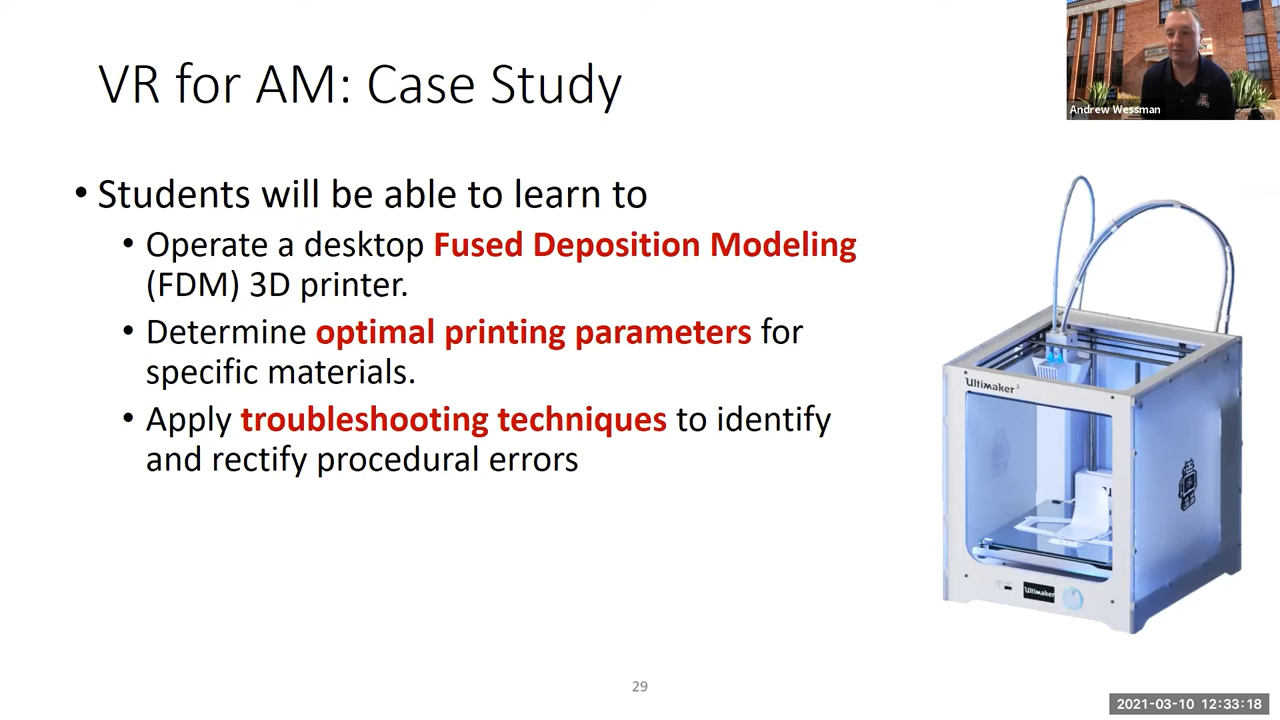 VR for AM: Case Study
Andrew Wessman
• Students will be able to learn to
• Operate a desktop Fused Deposition Modeling
(FDM) 3D printer.
• Determine optimal printing parameters for
specific materials.
• Apply troubleshooting techniques to identify
and rectify procedural errors
Ultimaker 3
Ultimaker
29
2021-03-10 12:33:18